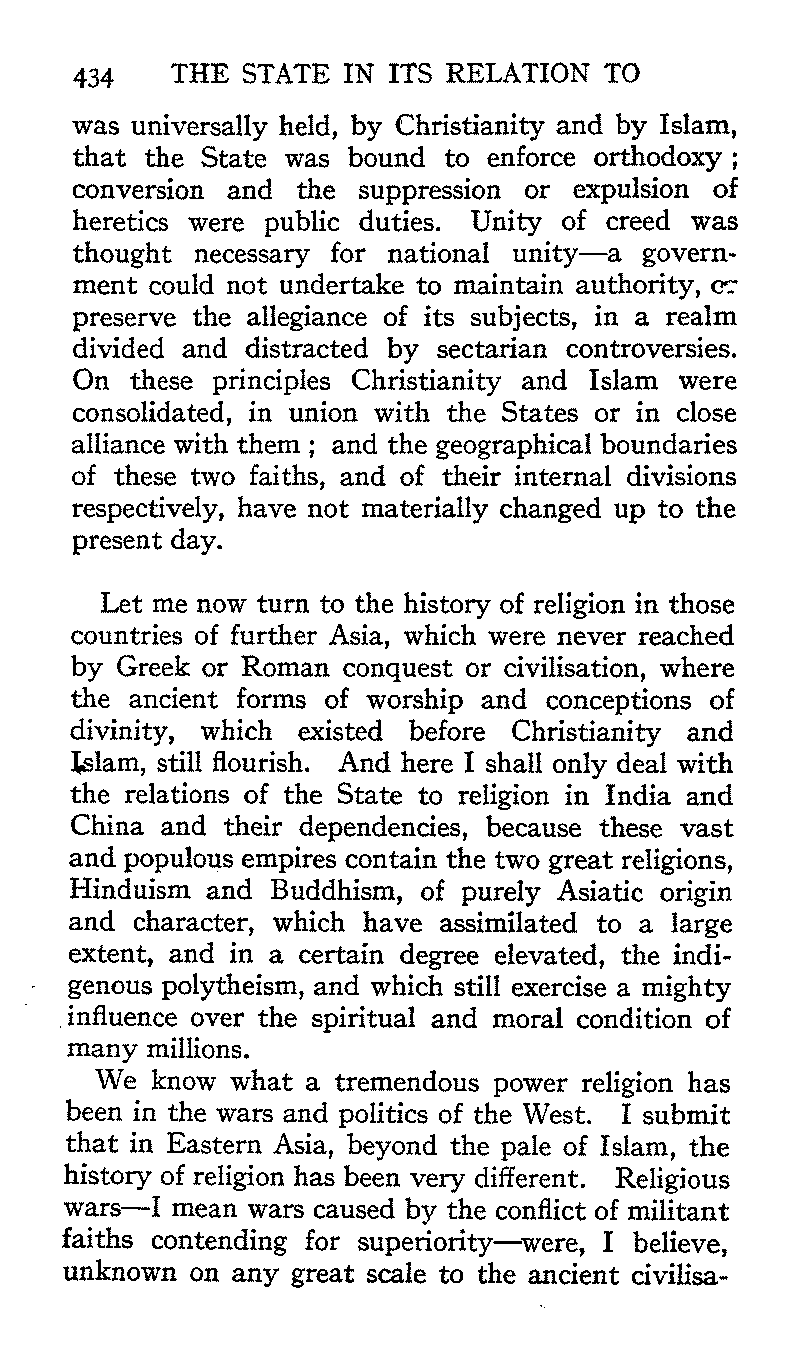 434 THE STATE IN ITS RELATION TO
was universally held, by Christianity and by Islam,
that the State was bound to enforce orthodoxy ;
conversion and the suppression or expulsion of
heretics were public duties. Unity of creed was
thought necessary for national unity—a govern-
ment could not undertake to maintain authority, or
preserve the allegiance of its subjects, in a realm
divided and distracted by sectarian controversies.
On these principles Christianity and Islam were
consolidated, in union with the States or in close
alliance with them ; and the geographical boundaries
of these two faiths, and of their internal divisions
respectively, have not materially changed up to the
present day.
Let me now turn to the history of religion in those
countries of further Asia, which were never reached
by Greek or Roman conquest or civilisation, where
the ancient forms of worship and conceptions of
divinity, which existed before Christianity and
Islam, still flourish. And here I shall only deal with
the relations of the State to religion in India and
China and their dependencies, because these vast
and populous empires contain the two great religions,
Hinduism and Buddhism, of purely Asiatic origin
and character, which have assimilated to a large
extent, and in a certain degree elevated, the indi-
genous polytheism, and which still exercise a mighty
influence over the spiritual and moral condition of
many millions.
We know what a tremendous power religion has
been in the wars and politics of the West. I submit
that in Eastern Asia, beyond the pale of Islam, the
history of religion has been very different. Religious
wars—I mean wars caused by the conflict of militant
faiths contending for superiority—were, I believe,
unknown on any great scale to the ancient civilisa-